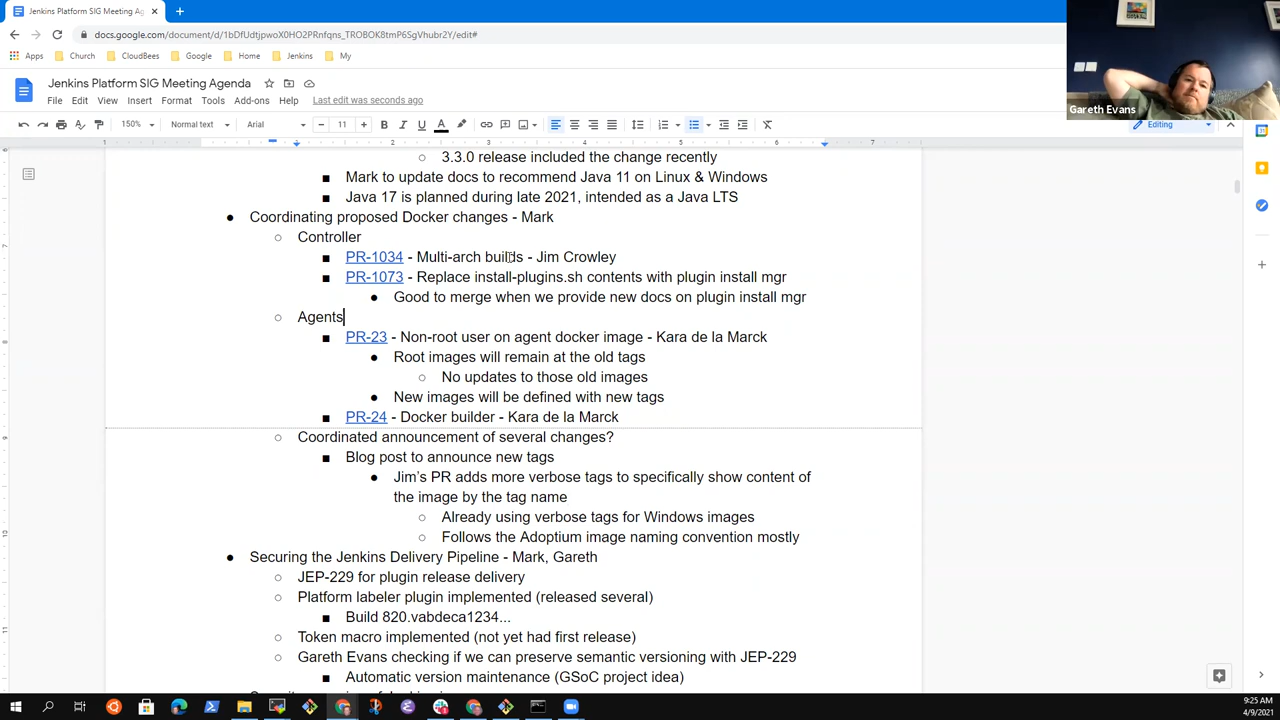 Jenkins Platform SIG Meeting Age
docs.google.com/document/d/1bDfUdtjpwoX0HO2PRnfqns_TROBOK8tmP6SgVhubr2Y/edit#
Apps Church CloudBees Google Home Jenkins My
Gareth Evans
Jenkins Platform SIG Meeting Agenda
File Edit View Insert Format Tools Add-ons Help Last edit was seconds ago
150% Normal text Arial 11 Editing
1 1 2 3 4 5 6 7
○ 3.3.0 release included the change recently
■ Mark to update docs to recommed Java 11 on Linux & Windows
■ Java 17 is planned during late 2021, intended as a Java LTS
● Coordinating proposed Docker changes - Mark
○ Controller
■ PR-1034 - Multi-arch builds - Jim Crowley
■ PR-1073 - Replace install-plugins.sh contents with plugin install mgr
● Good to merge when we provide new docs on plugin install mgr
○ Agents
■ PR-23 - Non-root user on agent docker image - Kara de la Marck
● Root images will remain at the old tags
○ No updates to those old images
● New images will be defined with new tags
■ PR-24 - Docker builder - Kara de la Marck
○ Coordinated announcement of several changes?
■ Blog post to announce new tags
● Jim's PR adds more verbose tags to specifically show content of
the image by the tag name
○ Already using verbose tags for Windows images
○ Follows the Adoptium image naming convention mostly
● Securing the Jenkins Delivery Pipeline - Mark, Gareth
○ JEP-229 for plugin release delivery
○ Platform labeler plugin implemented (released several)
■ Build 820.vabdeca1234...
○ Token macro implemented (not yet had first release)
○ Gareth Evans checking if we can preserve semantic versioning with JEP-229
■ Automatic version maintenance (GSoC project idea)
9:25 AM
4/9/2021